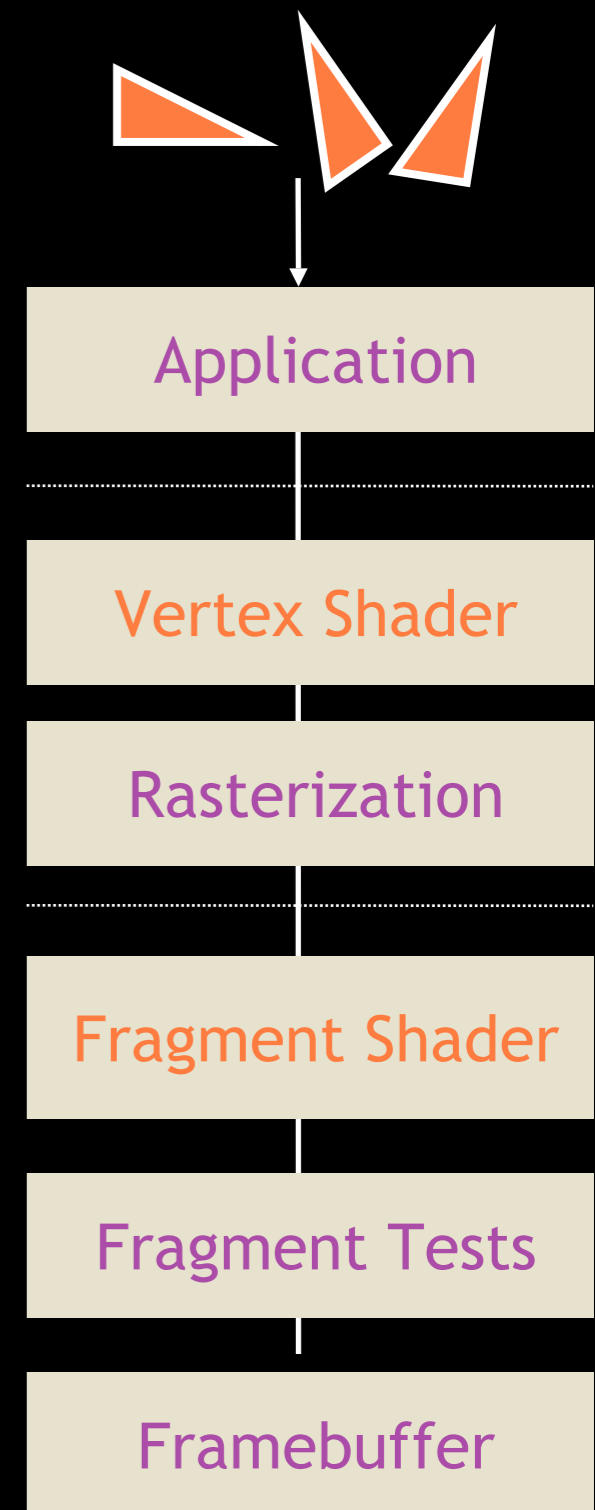 Application
Vertex Shader
Rasterization
Fragment Shader
Fragment Tests
Framebuffer